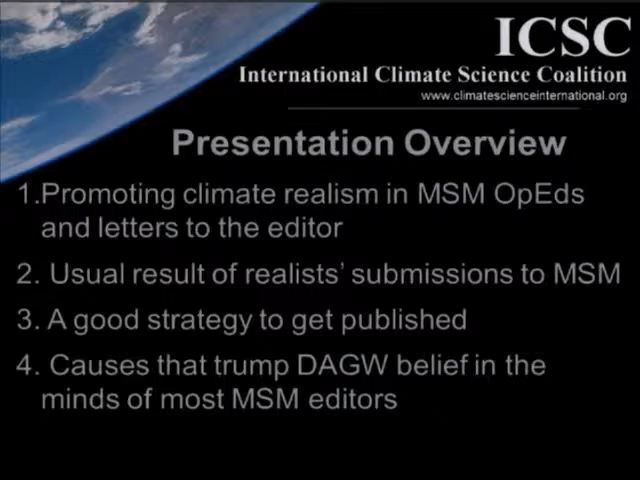 ICSC
International Climate Science Coalition
www.climatescienceinternational.org
Presentation Overview
1.Promoting climate realism in MSM OpEds
and letters to the editor
2. Usual result of realists' submissions to MSM
3. A good strategy to get published
4. Causes that trump DAGW belief in the
minds of most MSM editors